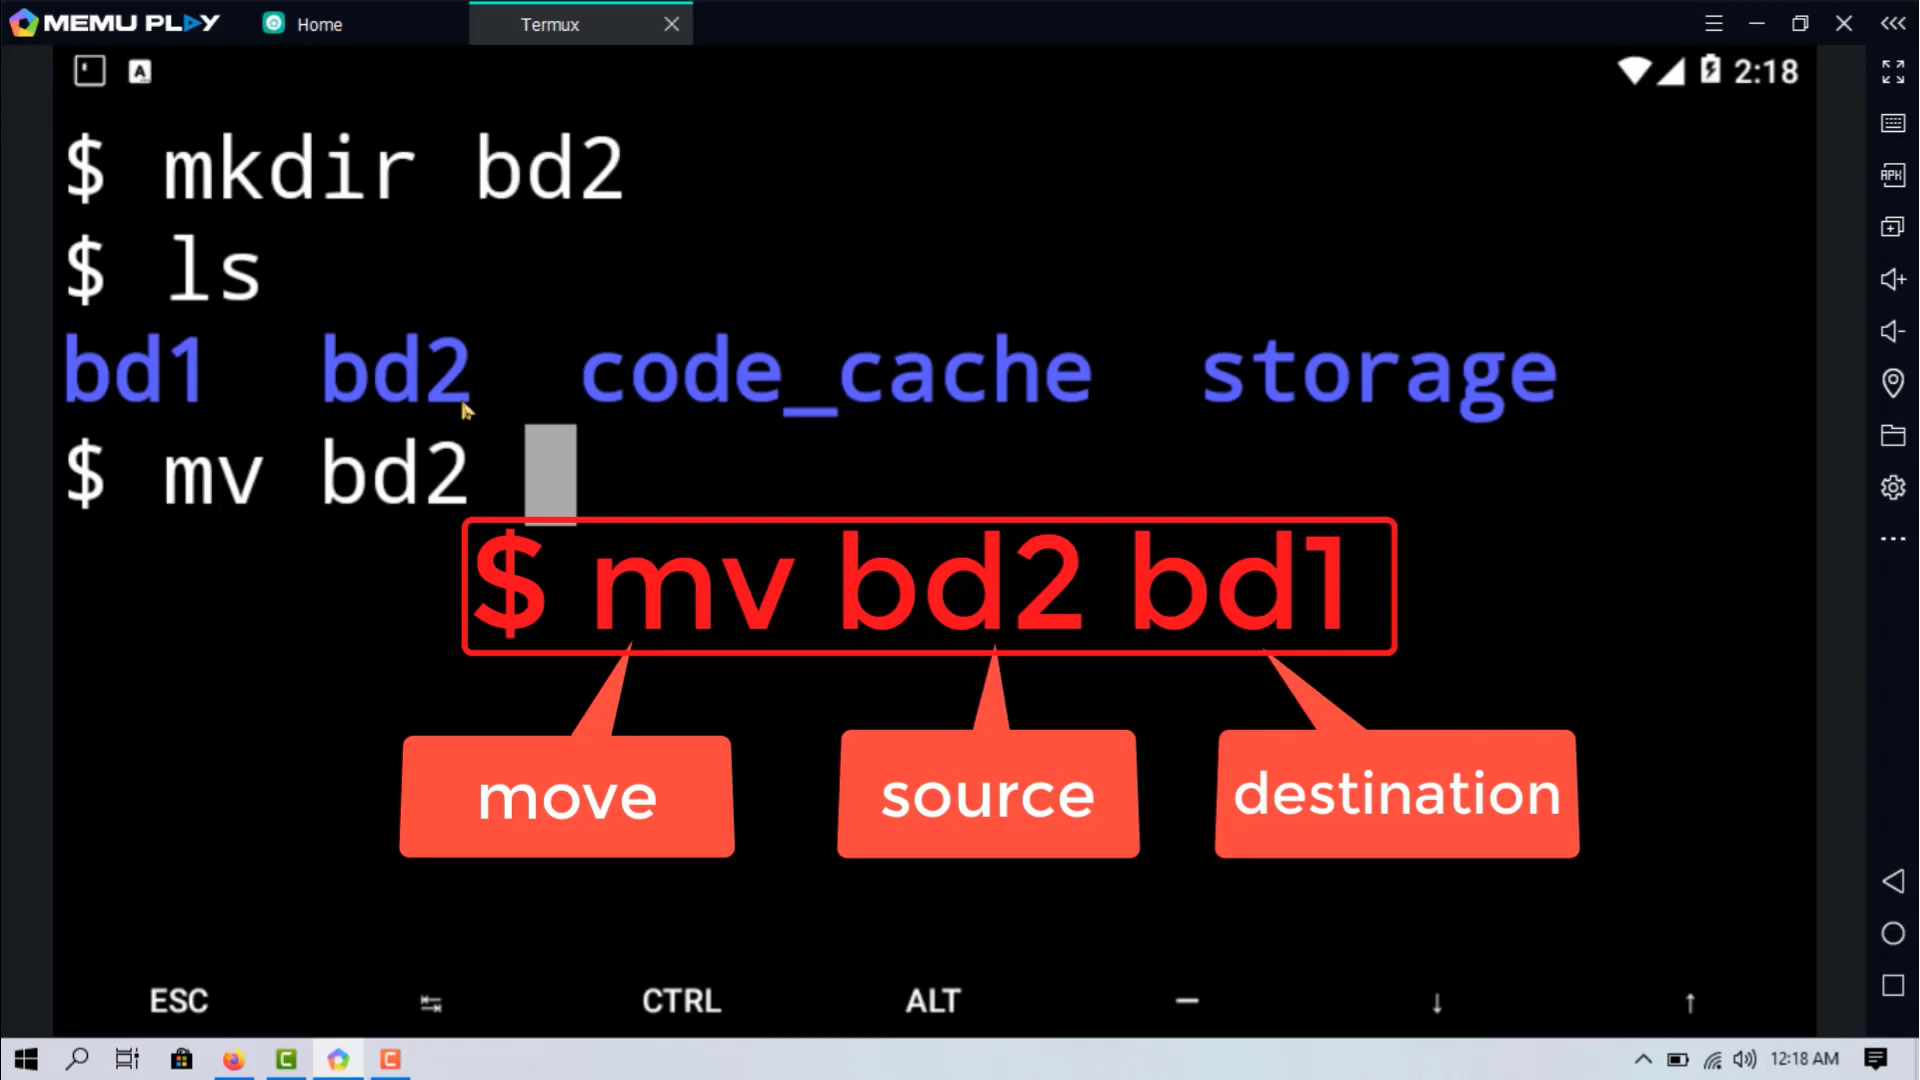 MEMU PLAY
Home
Termux
A
2:18
$ mkdir bd2
$ ls
bd1 bd2 code_cache storage
$ mv bd2
$ mv bd2 bd1
move
source
destination
APK
ESC
CTRL
ALT
12:18 AM